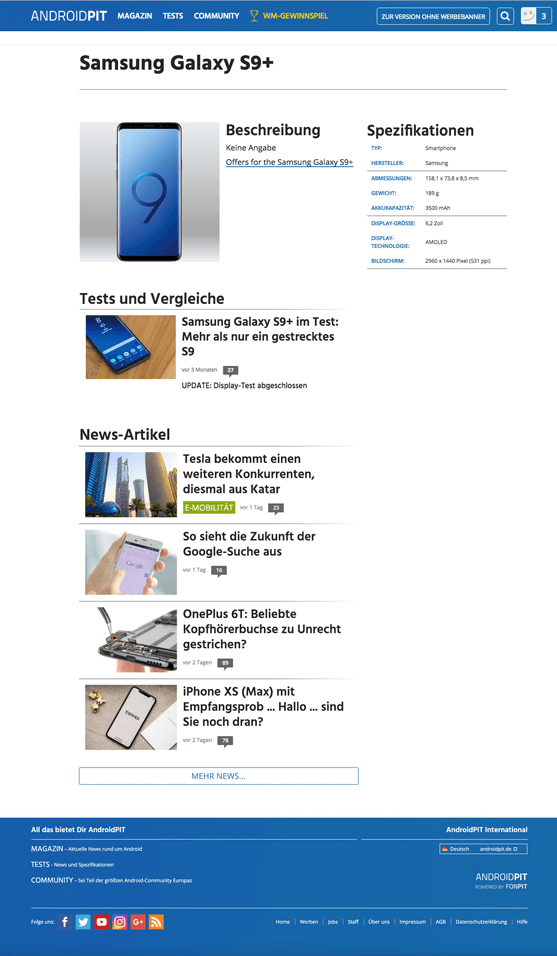 ANDROIDPIT MAGAZIN TESTS COMMUNITY WM-GEWINNSPIEL ZUR VERSION OHNE WERBEBANNER 3
Samsung Galaxy S9+
Beschreibung
Keine Angabe
Offers for the Samsung Galaxy S9+
Spezifikationen
TYP: Smartphone
HERSTELLER: Samsung
ABMESSUNGEN: 158,1 x 73,8 x 8,5 mm
GEWICHT: 189 g
AKKUKAPAZITÄT: 3500 mAh
DISPLAY-GRÖSSE: 6,2 Zoll
DISPLAY-
TECHNOLOGIE: AMOLED
BILDSCHIRM: 2960 x 1440 Pixel (531 ppi)
Tests und Vergleiche
Samsung Galaxy S9+ im Test:
Mehr als nur ein gestrecktes
S9
vor 3 Monaten 27
UPDATE: Display-Test abgeschlossen
News-Artikel
Tesla bekommt einen
weiteren Konkurrenten,
diesmal aus Katar
E-MOBILITÄT vor 1 Tag 23
Google
So sieht die Zukunft der
Google-Suche aus
vor 1 Tag 16
OnePlus 6T: Beliebte
Kopfhörerbuchse zu Unrecht
gestrichen?
vor 2 Tagen 89
iPhone XS (Max) mit
Empfangsprob ... Hallo ... sind
Sie noch dran?
vor 2 Tagen 78
MEHR NEWS...
All das bietet Dir AndroidPIT
MAGAZIN - Aktuelle News rund um Android
TESTS - News und Spezifikationen
COMMUNITY - Sei Teil der größten Android-Community Europas
AndroidPIT International
Deutsch androidpit.de
ANDROIDPIT
POWERED BY FONPIT
Folge uns:
Home | Werben | Jobs | Staff | Über uns | Impressum | AGB | Datenschutzerklärung | Hilfe